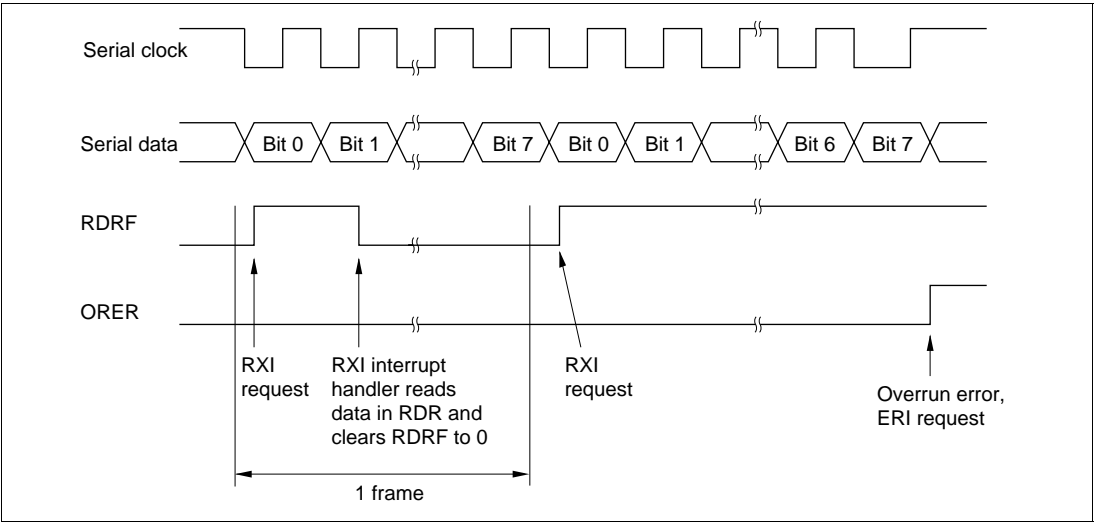 Serial clock
Serial data
Bit 0
Bit 1
Bit 7
Bit 0
Bit 1
Bit 6
Bit 7
RDRF
ORER
RXI
request
RXI interrupt
handler reads
data in RDR and
clears RDRF to 0
RXI
request
Overrun error,
ERI request
1 frame